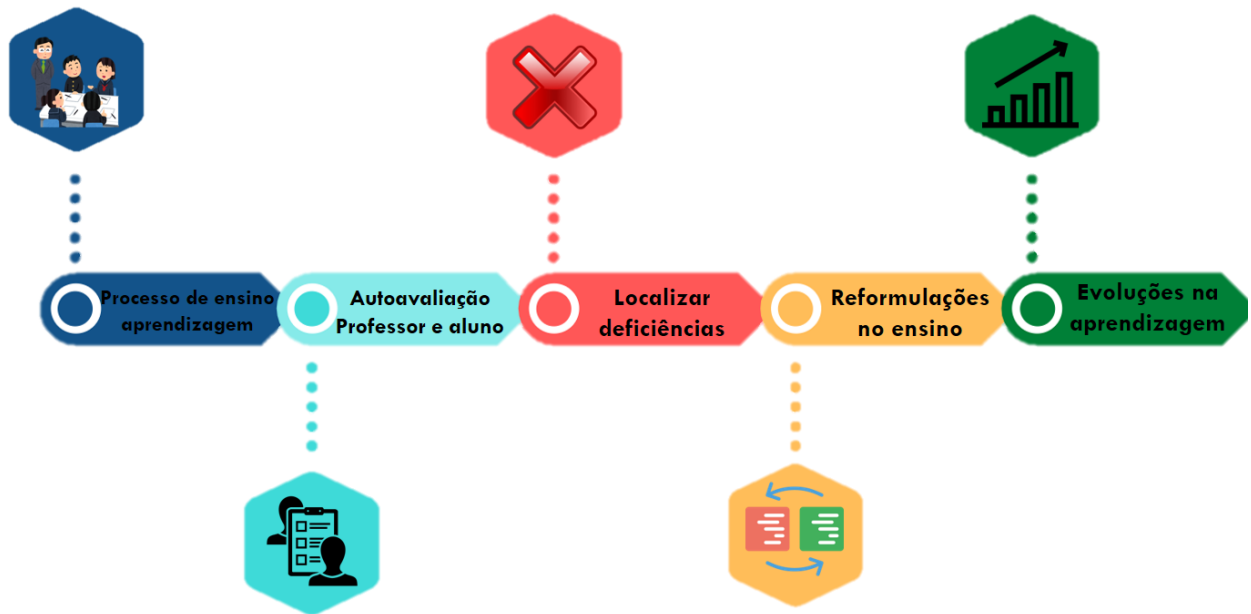 Processo de ensino
aprendizagem
Autoavaliação
Professor e aluno
Localizar
deficiências
Reformulações
no ensino
Evoluções na
aprendizagem